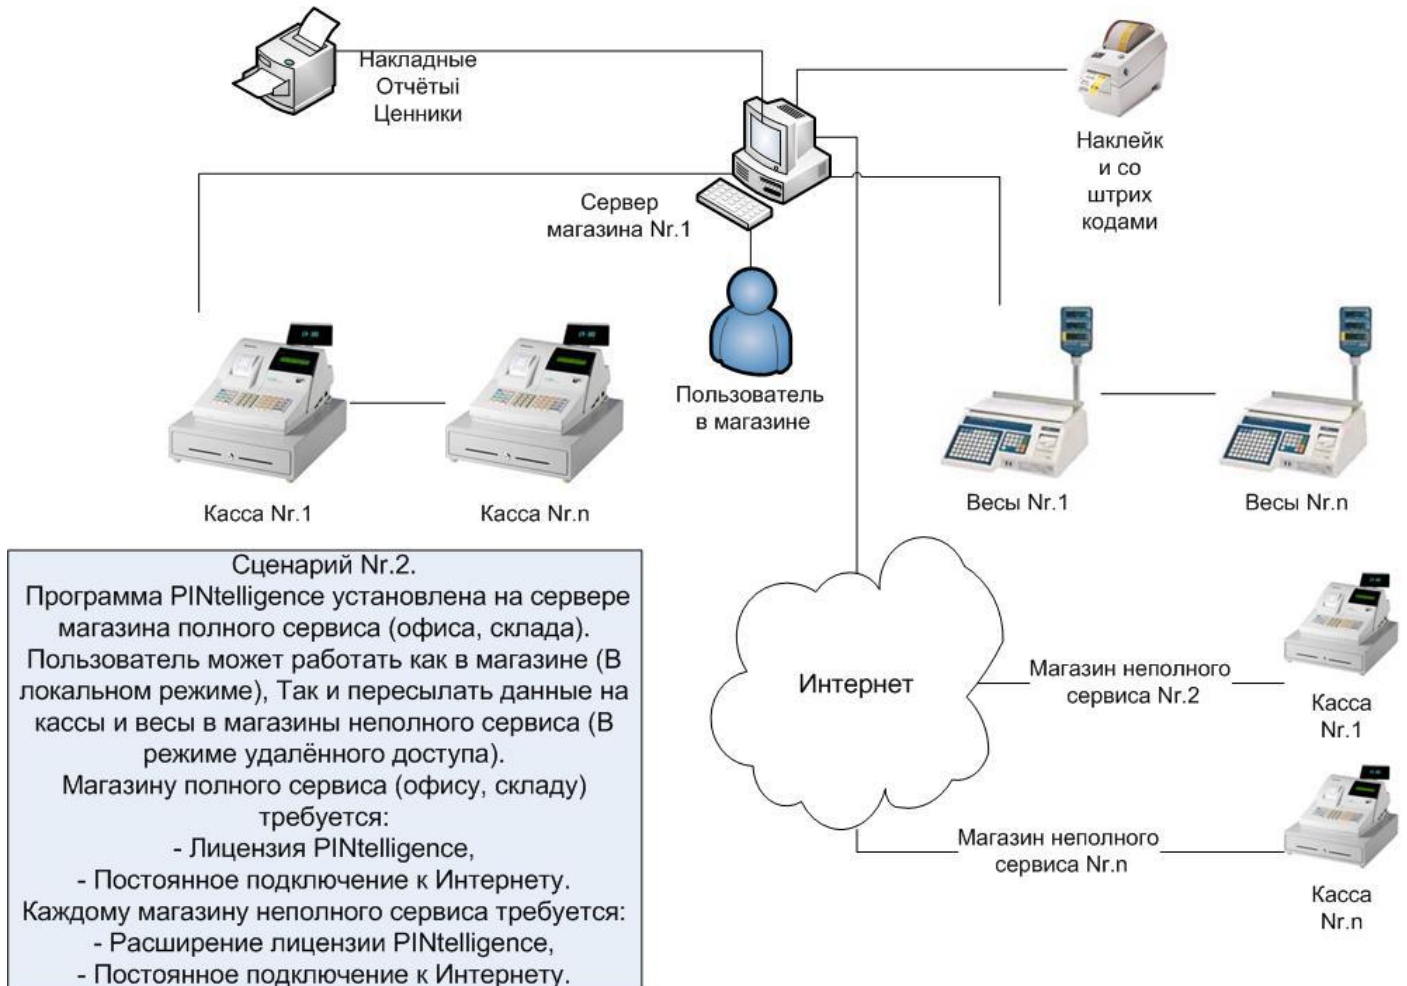 Накладные
Отчётыi
Ценники
Наклейк
и со
штрих
кодами
Сервер
магазина Nr.1
Пользователь
в магазине
Касса Nr.1
Касса Nr.n
Весы Nr.1
Весы Nr.n
Сценарий Nr.2.
Программа PINtelligence установлена на сервере
магазина полного сервиса (офиса, склада).
Пользователь может работать как в магазине (В
локальном режиме), Так и пересылать данные на
кассы и весы в магазины неполного сервиса (В
режиме удалённого доступа).
Магазину полного сервиса (офису, складу)
требуется:
- Лицензия PINtelligence,
- Постоянное подключение к Интернету.
Каждому магазину неполного сервиса требуется:
- Расширение лицензии PINtelligence,
- Постоянное подключение к Интернету.
Интернет
Магазин неполного
сервиса Nr.2
Касса
Nr.1
Магазин неполного
сервиса Nr.n
Касса
Nr.n